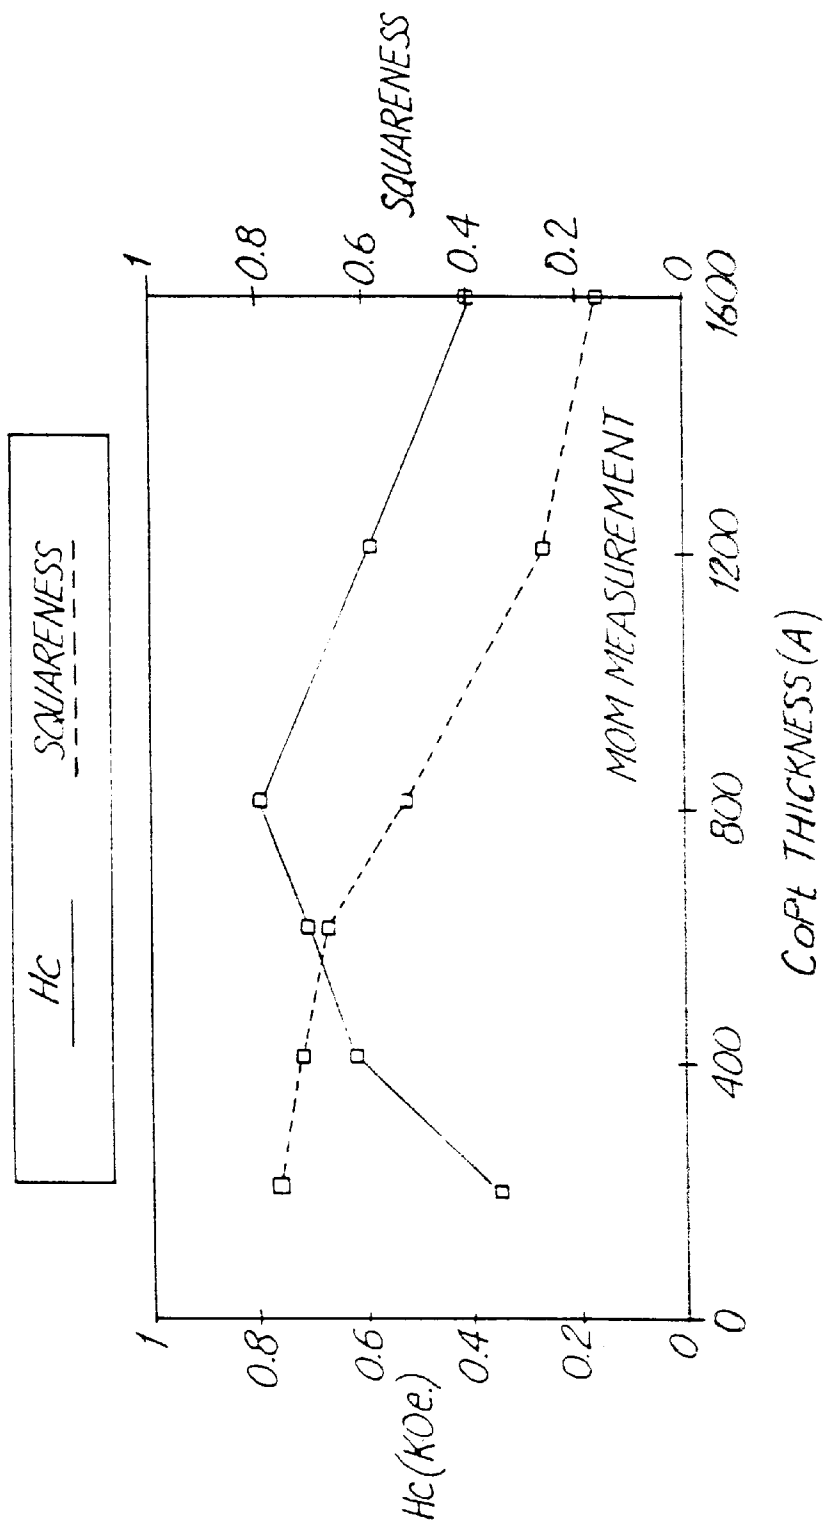 HC SQUARENESS
HC (KOe.)
1
0.8
0.6
0.4
0.2
0
SQUARENESS
1
0.8
0.6
0.4
0.2
0
MOM MEASUREMENT
0 400 800 1200 1600
CoPt THICKNESS (A)